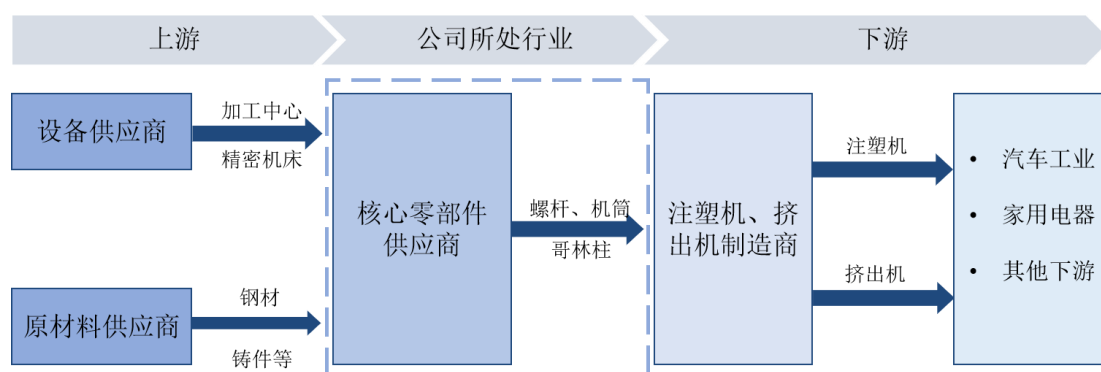 上游
公司所处行业
下游
设备供应商
加工中心
精密机床
原材料供应商
钢材
铸件等
核心零部件
供应商
螺杆、机筒
哥林柱
注塑机、挤
出机制造商
注塑机
挤出机
• 汽车工业
• 家用电器
• 其他下游